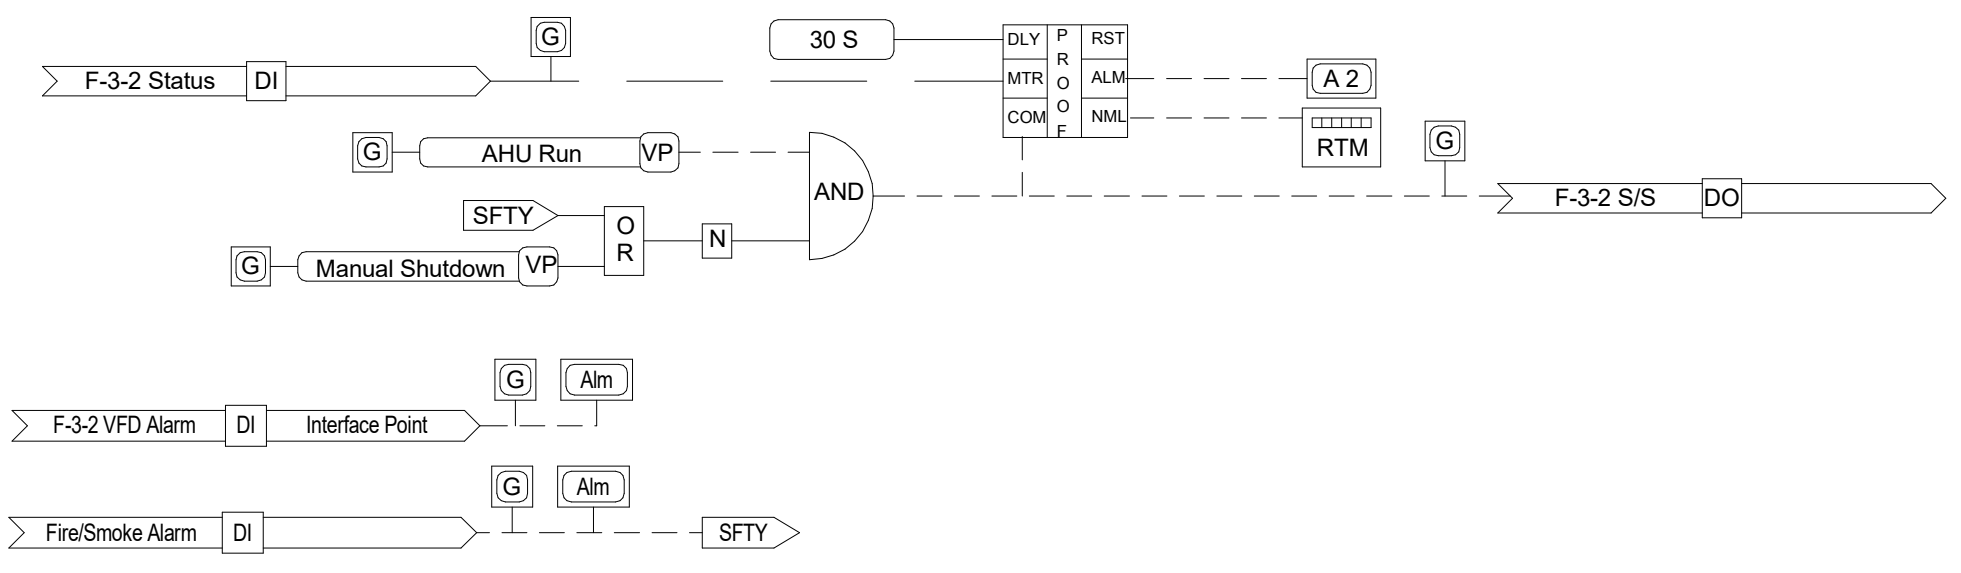 G
30 S
DLY P RST
R
MTR O ALM
O
COM F NML
F-3-2 Status DI
A 2
RTM
G
G AHU Run VP
AND
F-3-2 S/S DO
SFTY
O
R
N
G Manual Shutdown VP
G Alm
F-3-2 VFD Alarm DI Interface Point
G Alm
Fire/Smoke Alarm DI SFTY